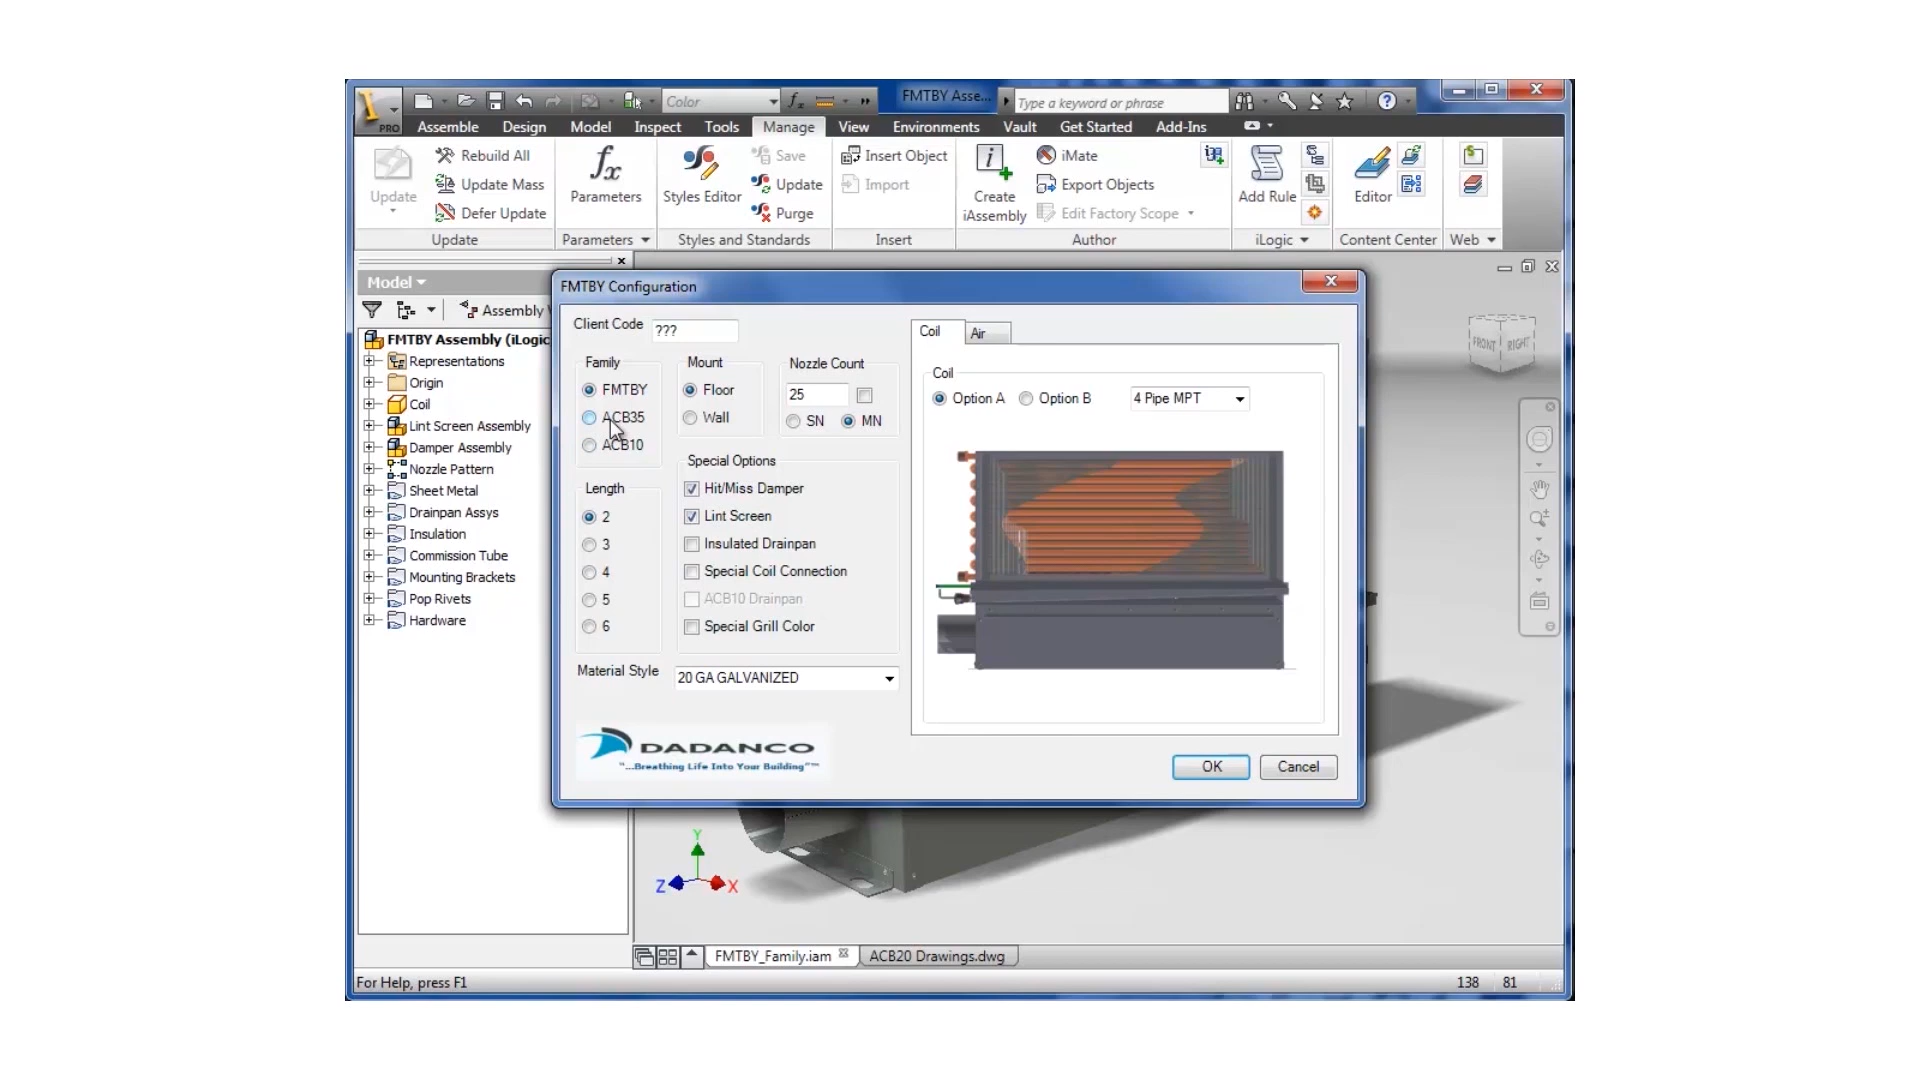 PRO
Color
FMTBY Asse...
Type a keyword or phrase
Assemble Design Model Inspect Tools Manage View Environments Vault Get Started Add-Ins
Update
Rebuild All
Update Mass
Defer Update
fx
Parameters
Styles Editor
Save
Update
Purge
Insert Object
Import
Create
iAssembly
iMate
Export Objects
Edit Factory Scope
Add Rule
Editor
Update Parameters Styles and Standards Insert Author iLogic Content Center Web
Model
Assembly
FMTBY Assembly (iLogic
Representations
Origin
Coil
Lint Screen Assembly
Damper Assembly
Nozzle Pattern
Sheet Metal
Drainpan Assys
Insulation
Commission Tube
Mounting Brackets
Pop Rivets
Hardware
FMTBY Configuration
Client Code ???
Family
FMTBY
ACB35
ACB10
Mount
Floor
Wall
Nozzle Count
25
SN MN
Length
2
3
4
5
6
Special Options
Hit/Miss Damper
Lint Screen
Insulated Drainpan
Special Coil Connection
ACB10 Drainpan
Special Grill Color
Material Style 20 GA GALVANIZED
DADANCO
"...Breathing Life Into Your Building"™
Coil Air
Coil
Option A Option B 4 Pipe MPT
OK Cancel
FRONT RIGHT
Y
Z X
FMTBY_Family.iam ACB20 Drawings.dwg
For Help, press F1
138 81